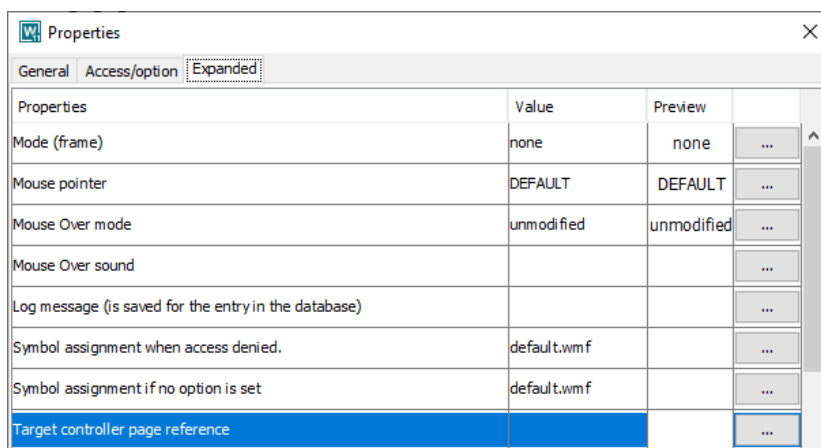 Properties
General Access/option Expanded
Properties Value Preview
Mode (frame) none none ...
Mouse pointer DEFAULT DEFAULT ...
Mouse Over mode unmodified unmodified ...
Mouse Over sound ...
Log message (is saved for the entry in the database) ...
Symbol assignment when access denied. default.wmf ...
Symbol assignment if no option is set default.wmf ...
Target controller page reference ...